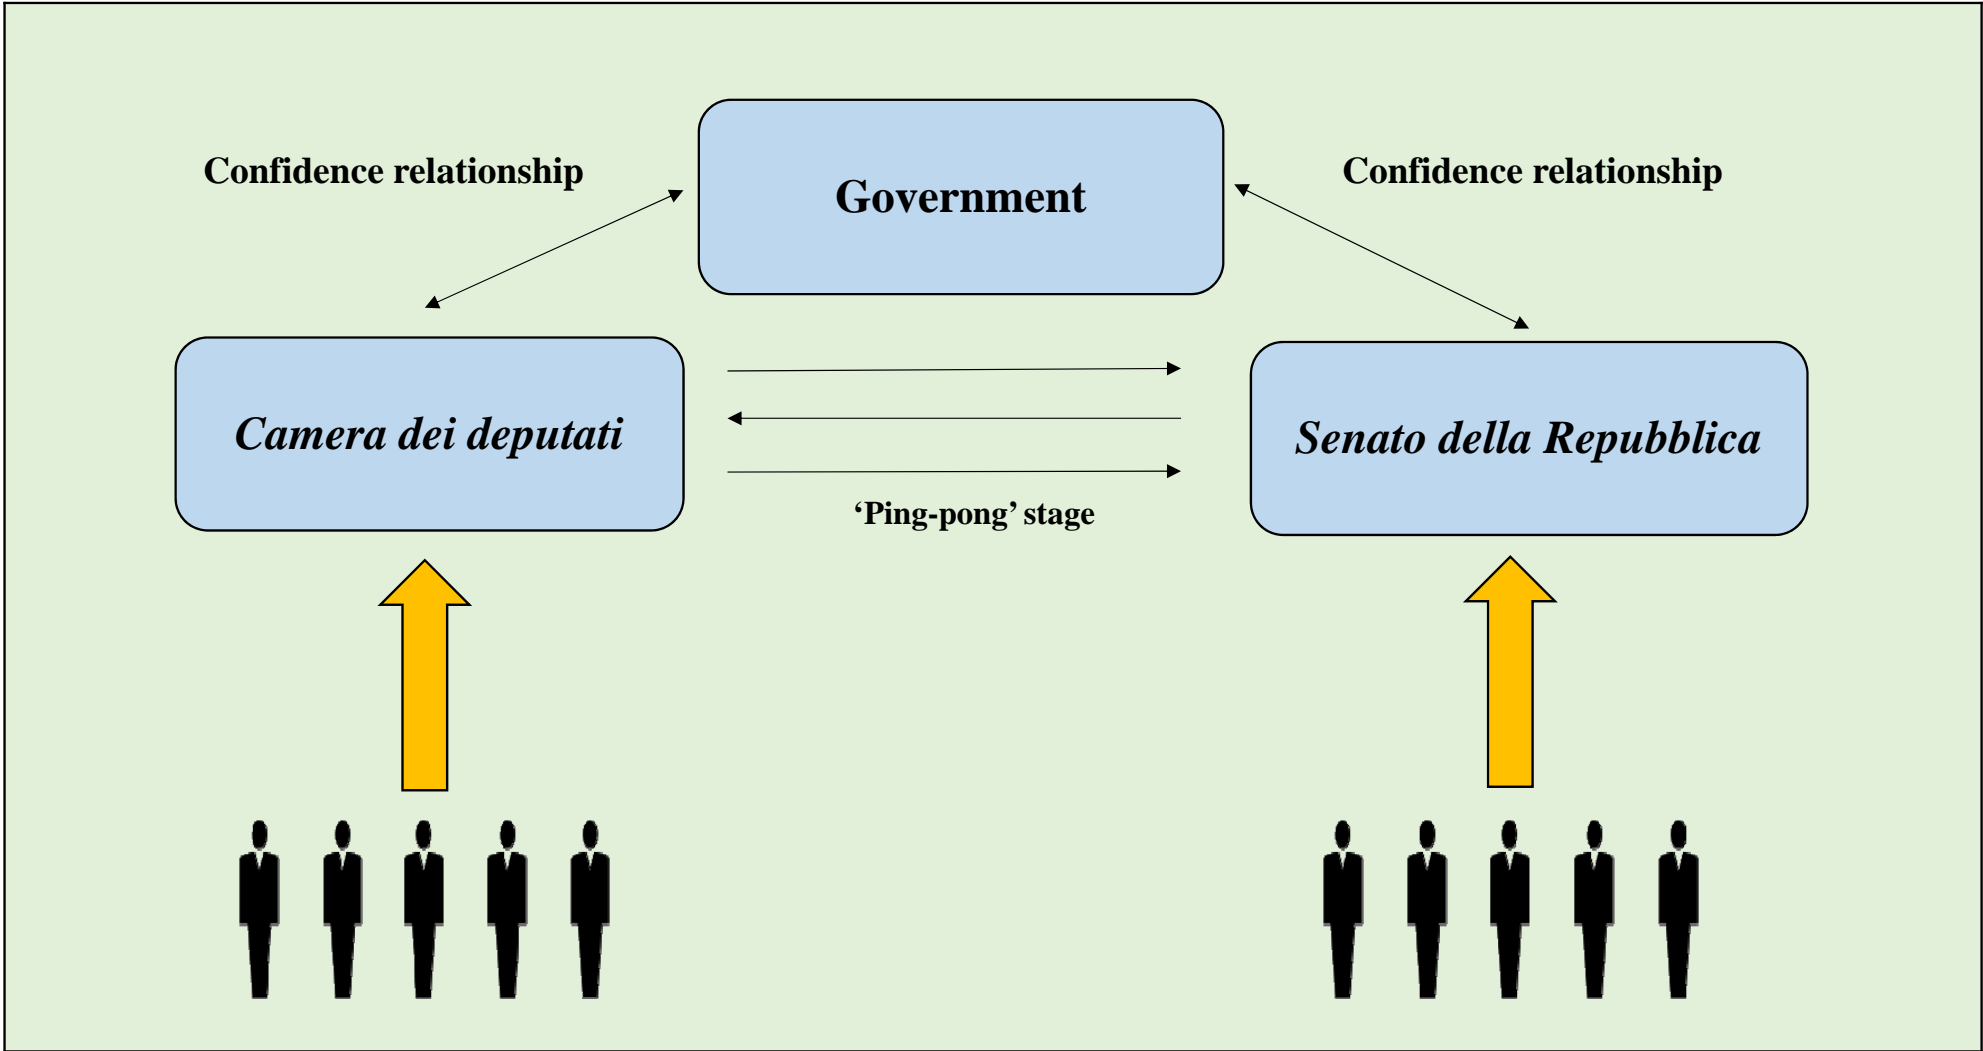 Confidence relationship
Confidence relationship
Government
Camera dei deputati
Senato della Repubblica
‘Ping-pong’ stage